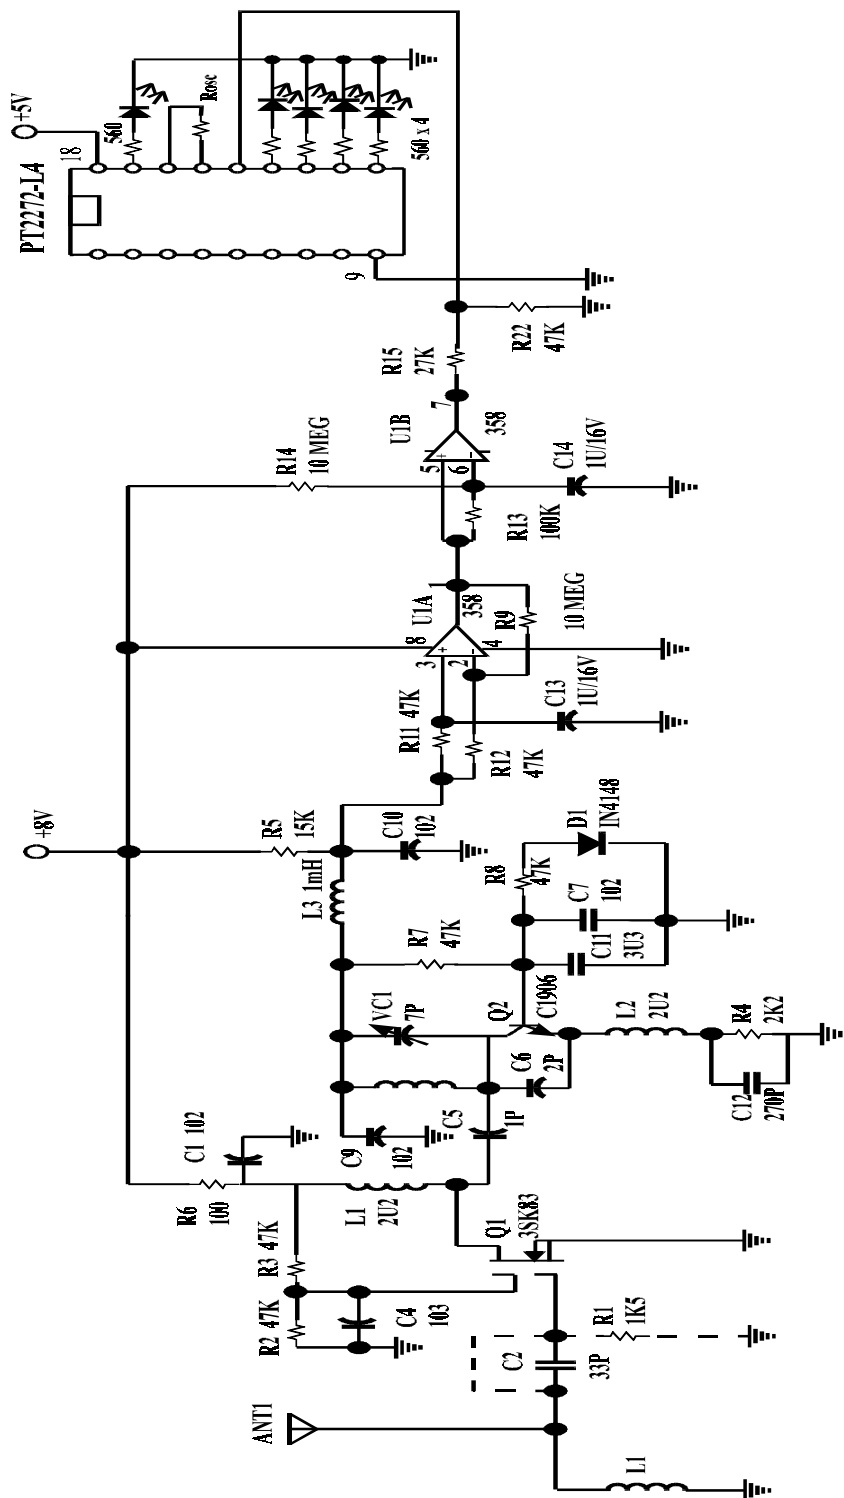 PT2272-L4
+5V
18
560
Rosc
560 x 4
9
R22
47K
R15
27K
7
U1B
358
5
6
+
-
R14
10 MEG
C14
1U/16V
R13
100K
U1A
358
8
3
2
4
+
-
R9
10 MEG
R11 47K
R12
47K
C13
1U/16V
+8V
R5
15K
C10
102
L3 1mH
R8
47K
D1
IN4148
C7
102
C11
3U3
R7
47K
VC1
7P
Q2
C1906
L2
2U2
R4
2K2
C12
270P
C6
2P
C5
1P
C9
102
C1 102
R6
100
L1
2U2
R3 47K
R2 47K
C4
103
Q1
3SK83
R1
1K5
C2
33P
ANT1
L1